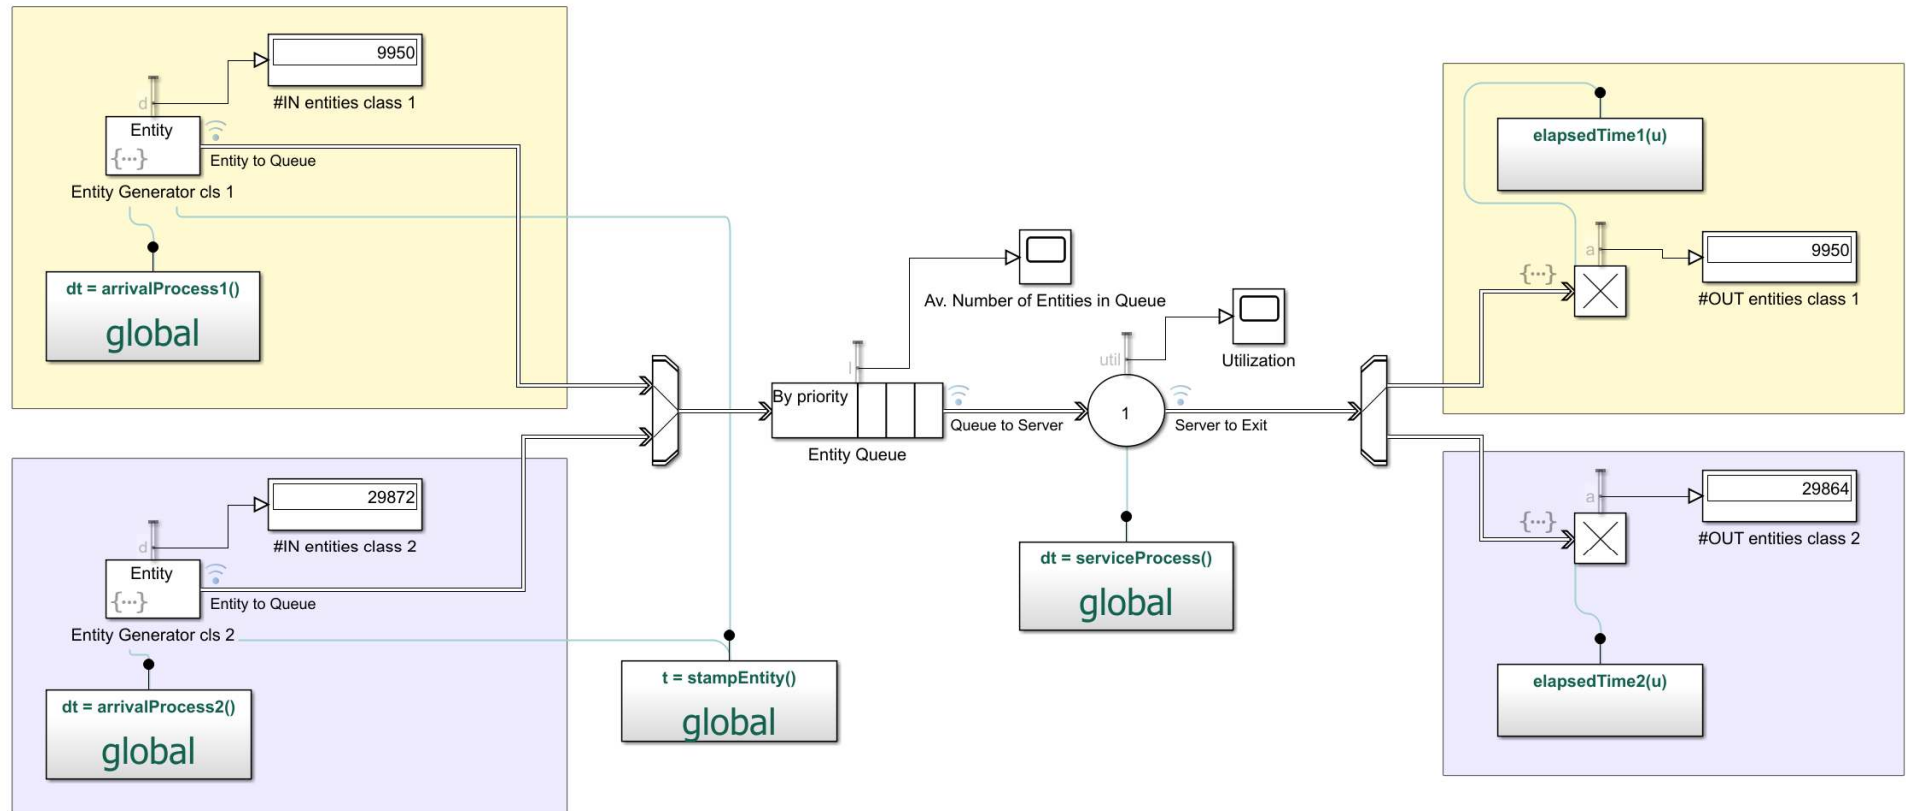 9950
#IN entities class 1
d
Entity
{···}
Entity to Queue
Entity Generator cls 1
dt = arrivalProcess1()
global
29872
#IN entities class 2
d
Entity
{···}
Entity to Queue
Entity Generator cls 2
dt = arrivalProcess2()
global
t = stampEntity()
global
Av. Number of Entities in Queue
l
By priority
Entity Queue
Queue to Server
util
Utilization
1
Server to Exit
dt = serviceProcess()
global
elapsedTime1(u)
a
9950
{···}
#OUT entities class 1
a
29864
{···}
#OUT entities class 2
elapsedTime2(u)